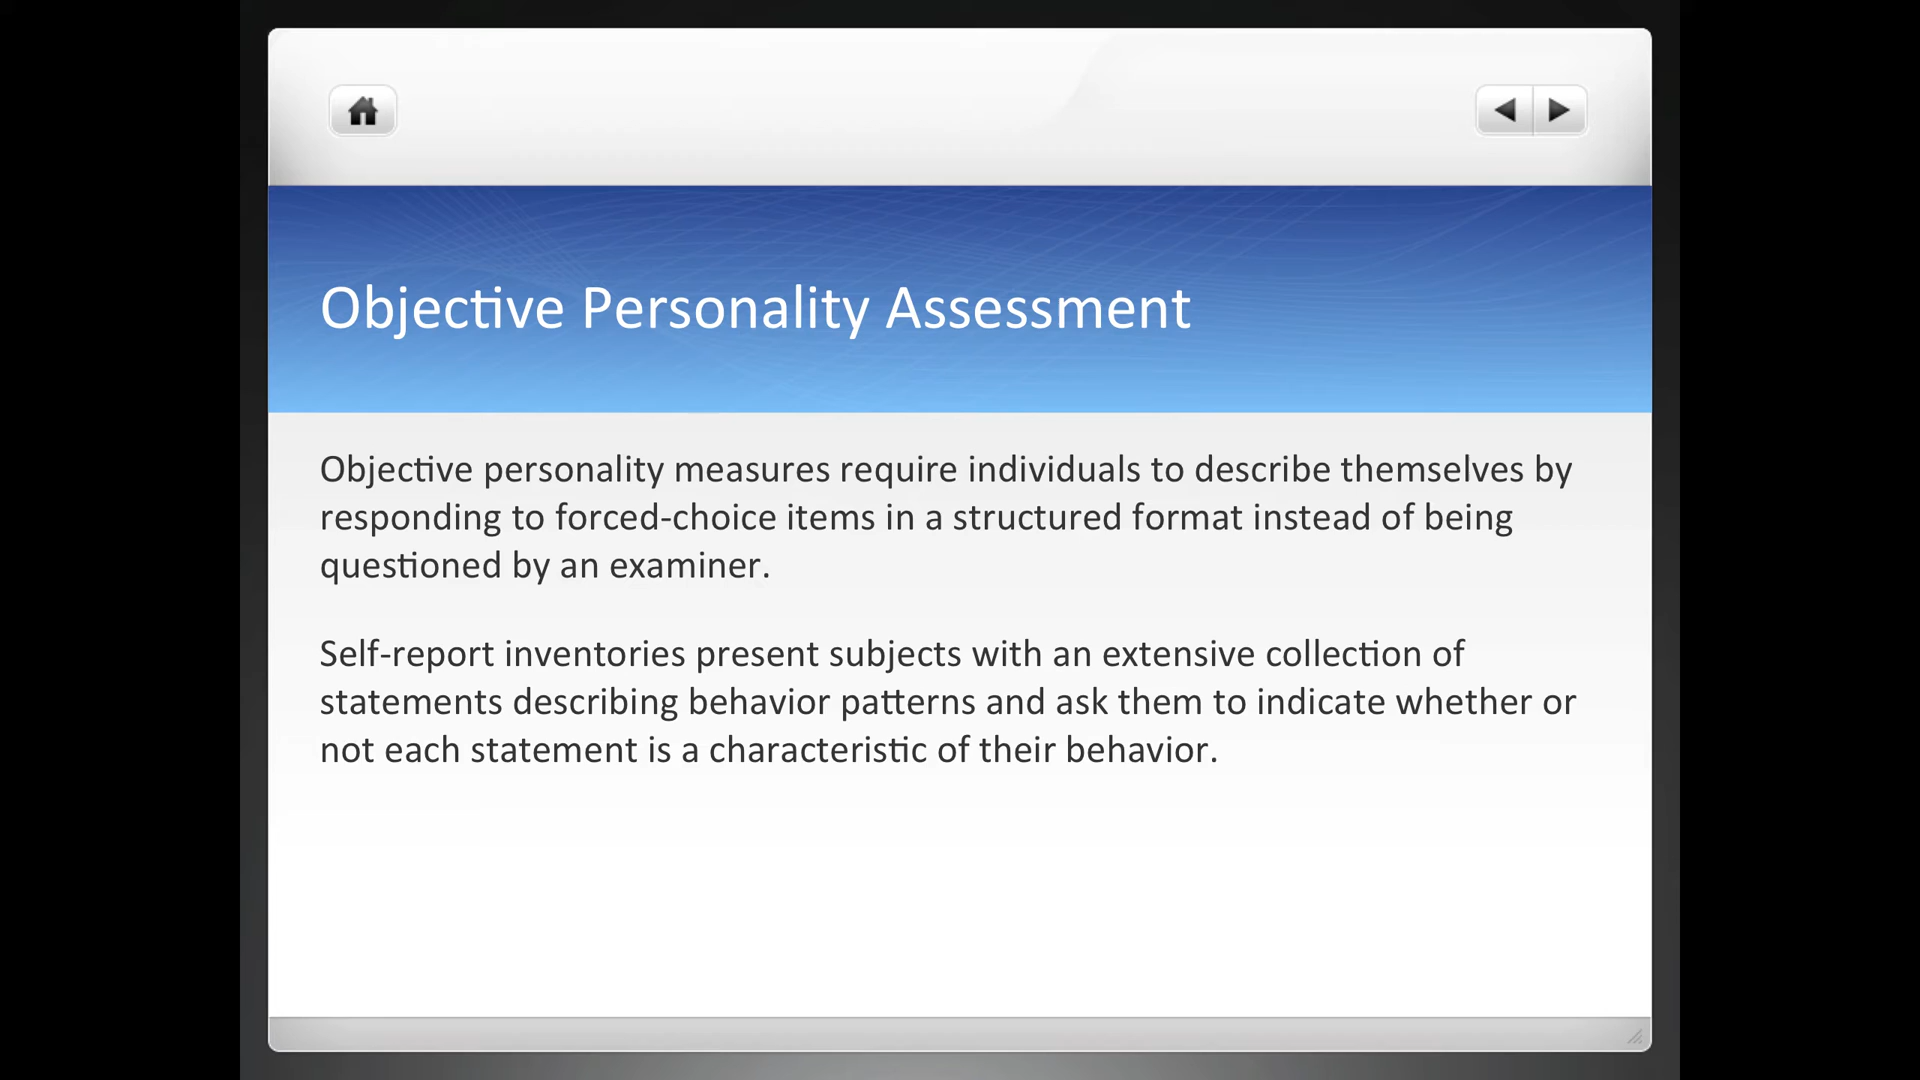 Objective Personality Assessment
Objective personality measures require individuals to describe themselves by
responding to forced-choice items in a structured format instead of being
questioned by an examiner.
Self-report inventories present subjects with an extensive collection of
statements describing behavior patterns and ask them to indicate whether or
not each statement is a characteristic of their behavior.